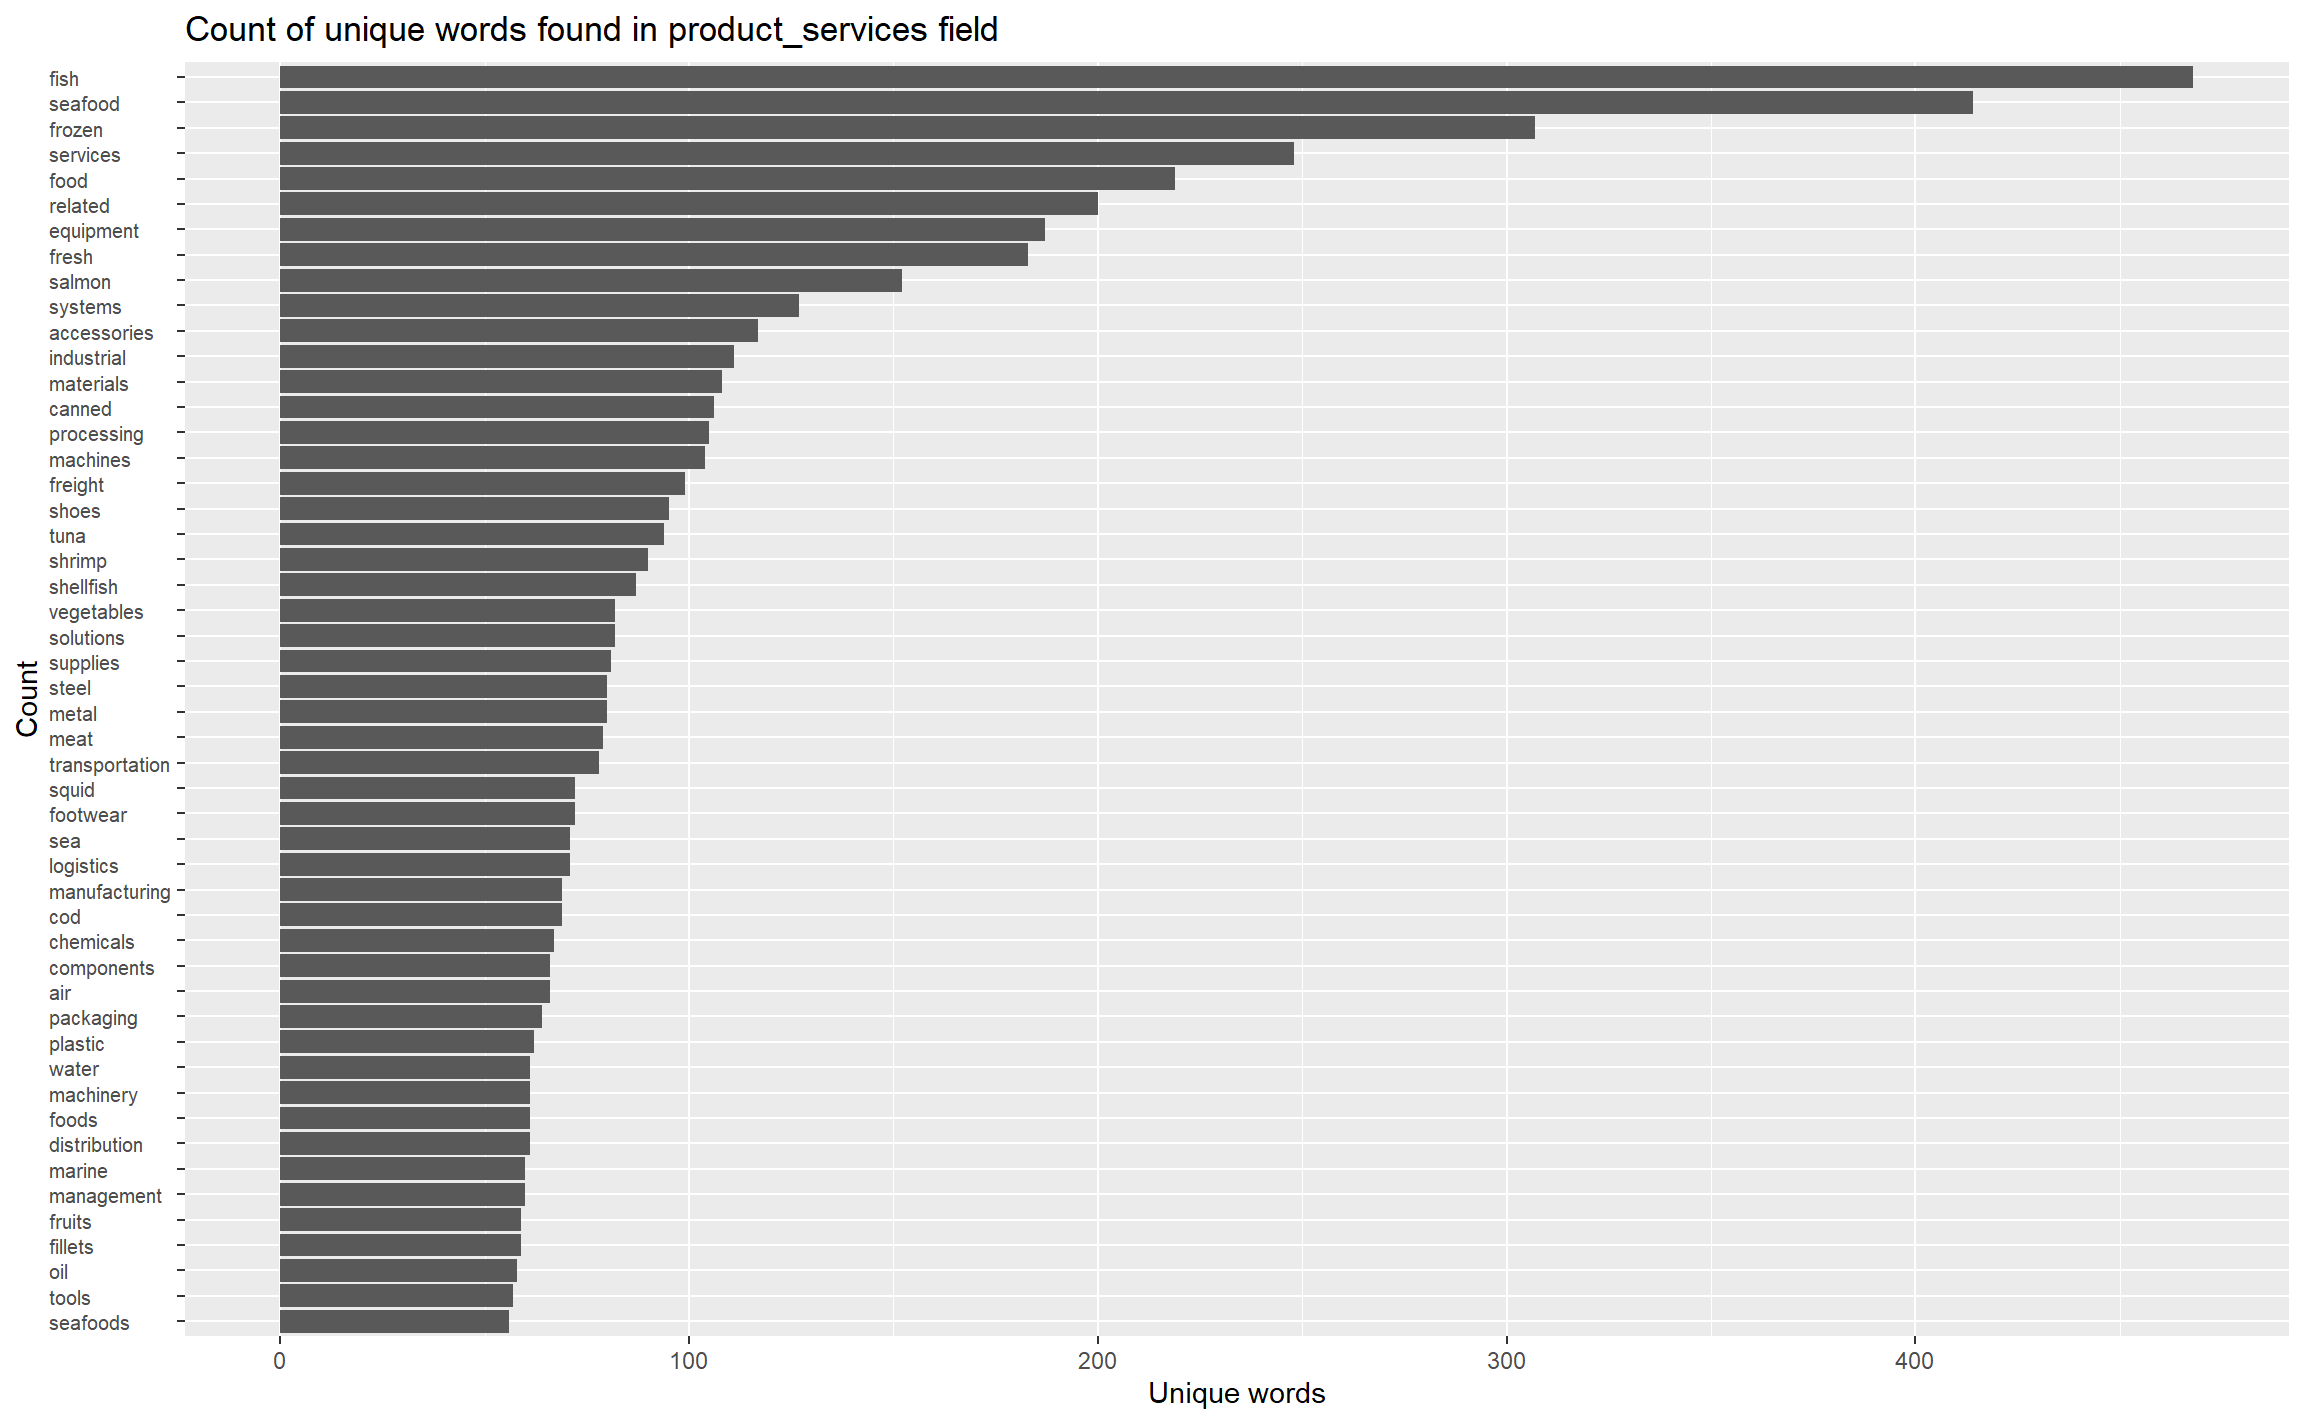 Count of unique words found in product_services field
fish
seafood
frozen
services
food
related
equipment
fresh
salmon
systems
accessories
industrial
materials
canned
processing
machines
freight
shoes
tuna
shrimp
shellfish
vegetables
solutions
supplies
steel
metal
meat
transportation
squid
footwear
sea
logistics
manufacturing
cod
chemicals
components
air
packaging
plastic
water
machinery
foods
distribution
marine
management
fruits
fillets
oil
tools
seafoods
Count
0 100 200 300 400
Unique words